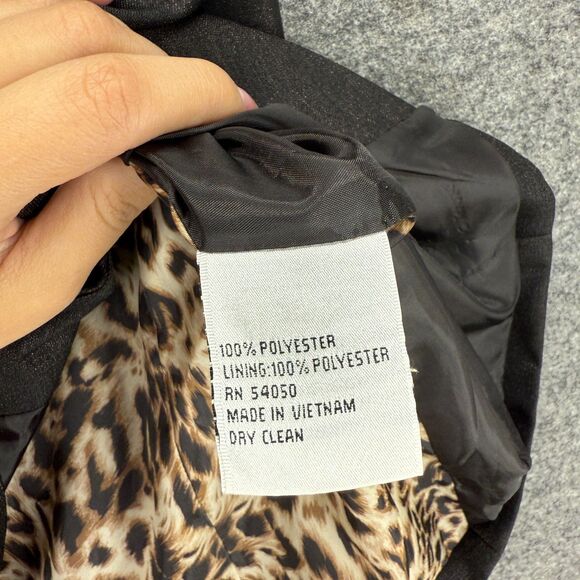 100% POLYESTER
LINING:100% POLYESTER
RN 54050
MADE IN VIETNAM
DRY CLEAN